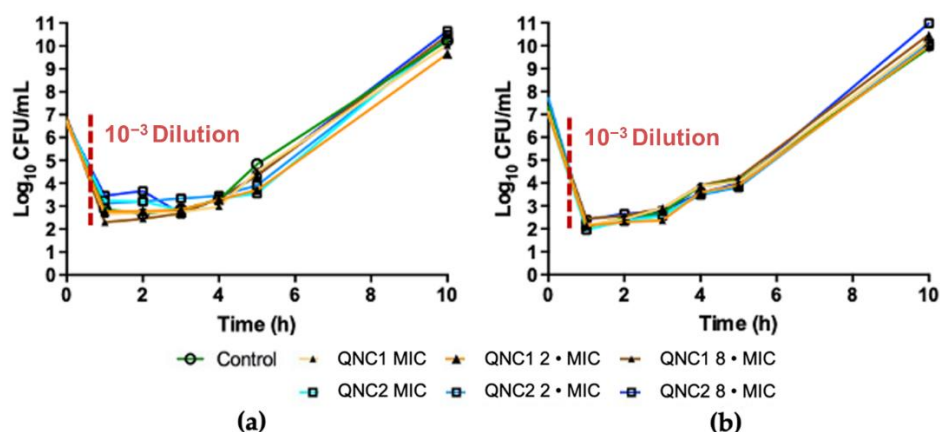 (a)
Log₁₀ CFU/mL
11
10
9
8
7
6
5
4
3
2
1
0
10⁻³ Dilution
0 2 4 6 8 10
Time (h)
(b)
Log₁₀ CFU/mL
11
10
9
8
7
6
5
4
3
2
1
0
10⁻³ Dilution
0 2 4 6 8 10
Time (h)
Control QNC1 MIC QNC1 2 • MIC QNC1 8 • MIC
QNC2 MIC QNC2 2 • MIC QNC2 8 • MIC
(a) (b)